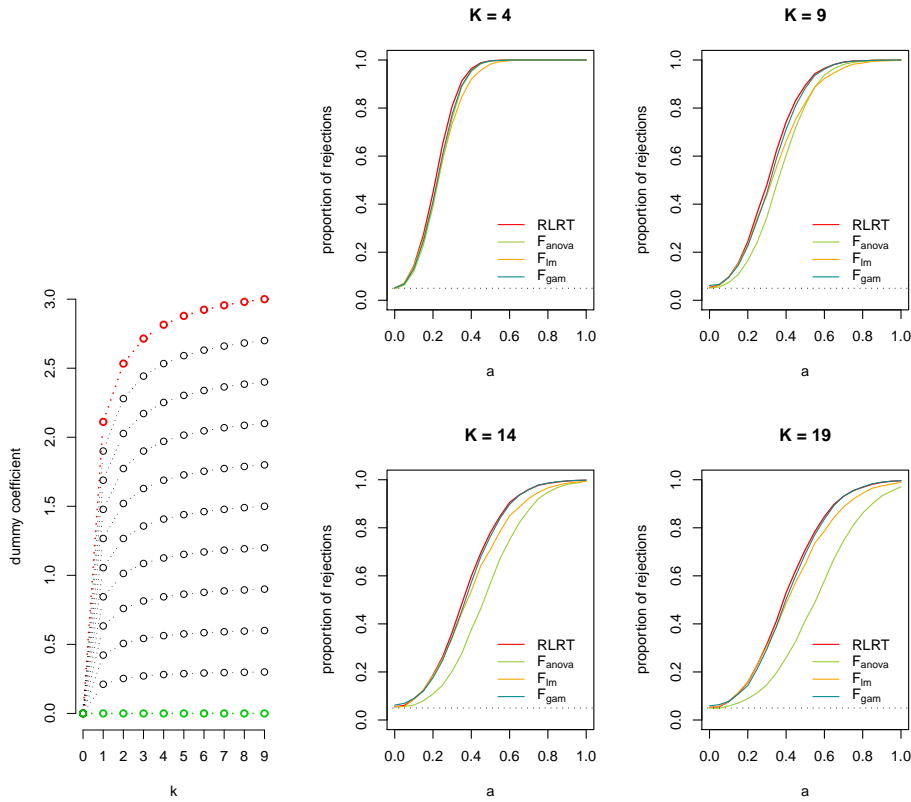 dummy coefficient
0.0 0.5 1.0 1.5 2.0 2.5 3.0
0 1 2 3 4 5 6 7 8 9
k
K = 4
proportion of rejections
0.0 0.2 0.4 0.6 0.8 1.0
RLRT
Fanova
Flm
Fgam
0.0 0.2 0.4 0.6 0.8 1.0
a
K = 9
proportion of rejections
0.0 0.2 0.4 0.6 0.8 1.0
RLRT
Fanova
Flm
Fgam
0.0 0.2 0.4 0.6 0.8 1.0
a
K = 14
proportion of rejections
0.0 0.2 0.4 0.6 0.8 1.0
RLRT
Fanova
Flm
Fgam
0.0 0.2 0.4 0.6 0.8 1.0
a
K = 19
proportion of rejections
0.0 0.2 0.4 0.6 0.8 1.0
RLRT
Fanova
Flm
Fgam
0.0 0.2 0.4 0.6 0.8 1.0
a